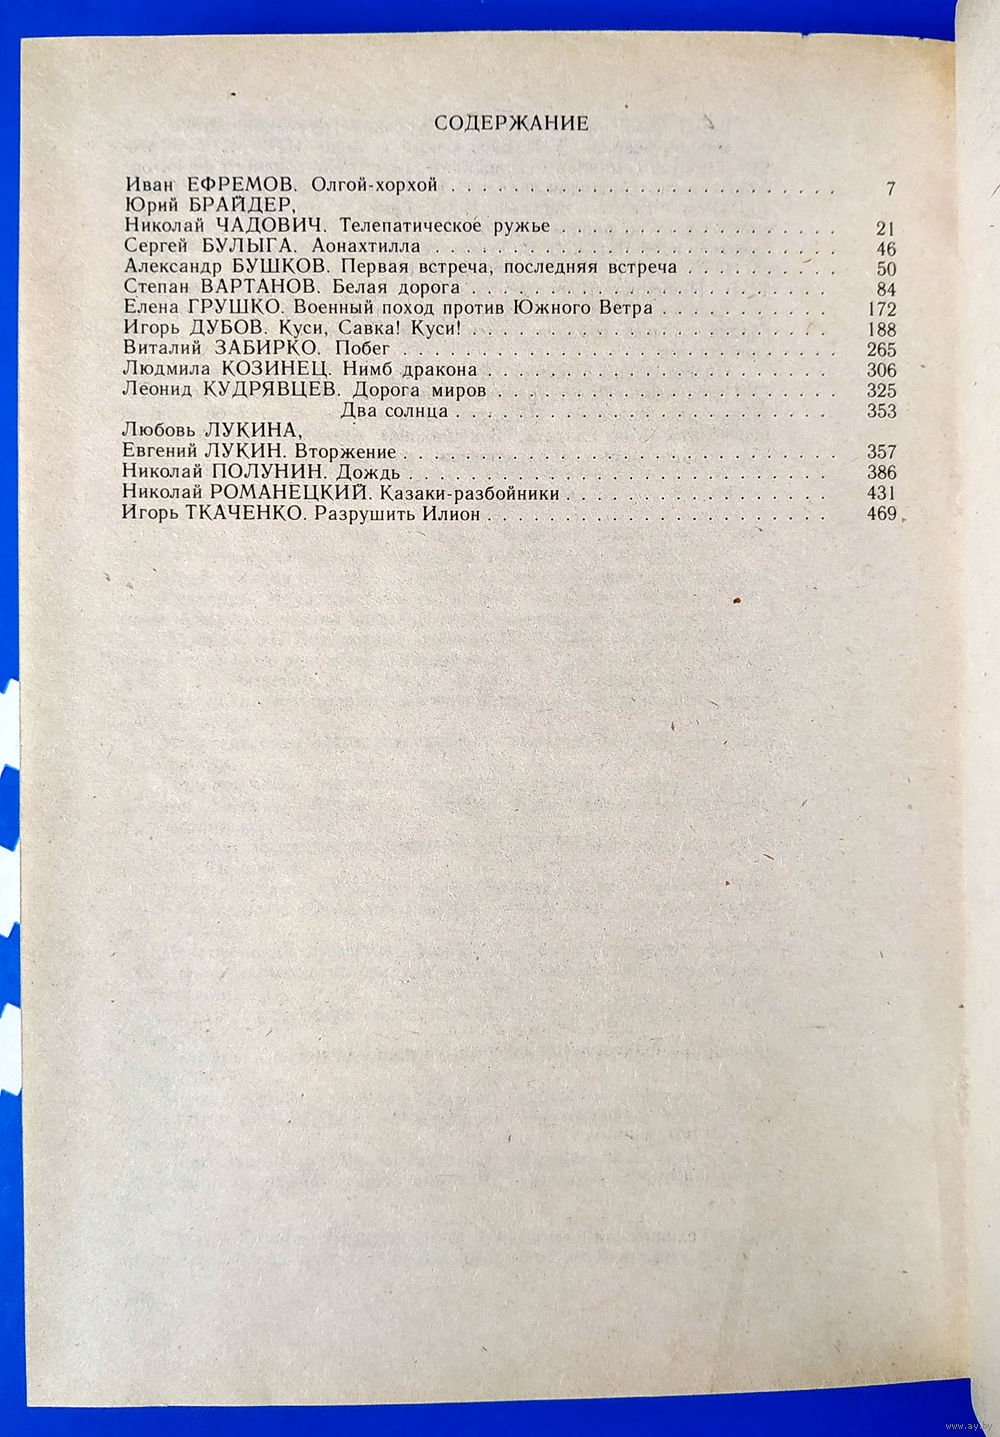 СОДЕРЖАНИЕ
Иван ЕФРЕМОВ. Олгой-хорхой . . . . . . . . . . . . . . . . . . . . 7
Юрий БРАЙДЕР,
Николай ЧАДОВИЧ. Телепатическое ружье . . . . . . . . . . . . . 21
Сергей БУЛЫГА. Аонахтилла . . . . . . . . . . . . . . . . . . . . 46
Александр БУШКОВ. Первая встреча, последняя встреча . . . . . . . 50
Степан ВАРТАНОВ. Белая дорога . . . . . . . . . . . . . . . . . . 84
Елена ГРУШКО. Военный поход против Южного Ветра . . . . . . . . . 172
Игорь ДУБОВ. Куси, Савка! Куси! . . . . . . . . . . . . . . . . . 188
Виталий ЗАБИРКО. Побег . . . . . . . . . . . . . . . . . . . . . 265
Людмила КОЗИНЕЦ. Нимб дракона . . . . . . . . . . . . . . . . . . 306
Леонид КУДРЯВЦЕВ. Дорога миров . . . . . . . . . . . . . . . . . 325
Два солнца . . . . . . . . . . . . . . . . . . . 353
Любовь ЛУКИНА,
Евгений ЛУКИН. Вторжение . . . . . . . . . . . . . . . . . . . . 357
Николай ПОЛУНИН. Дождь . . . . . . . . . . . . . . . . . . . . . 386
Николай РОМАНЕЦКИЙ. Казаки-разбойники . . . . . . . . . . . . . . 431
Игорь ТКАЧЕНКО. Разрушить Илион . . . . . . . . . . . . . . . . . 469
www.ay.by